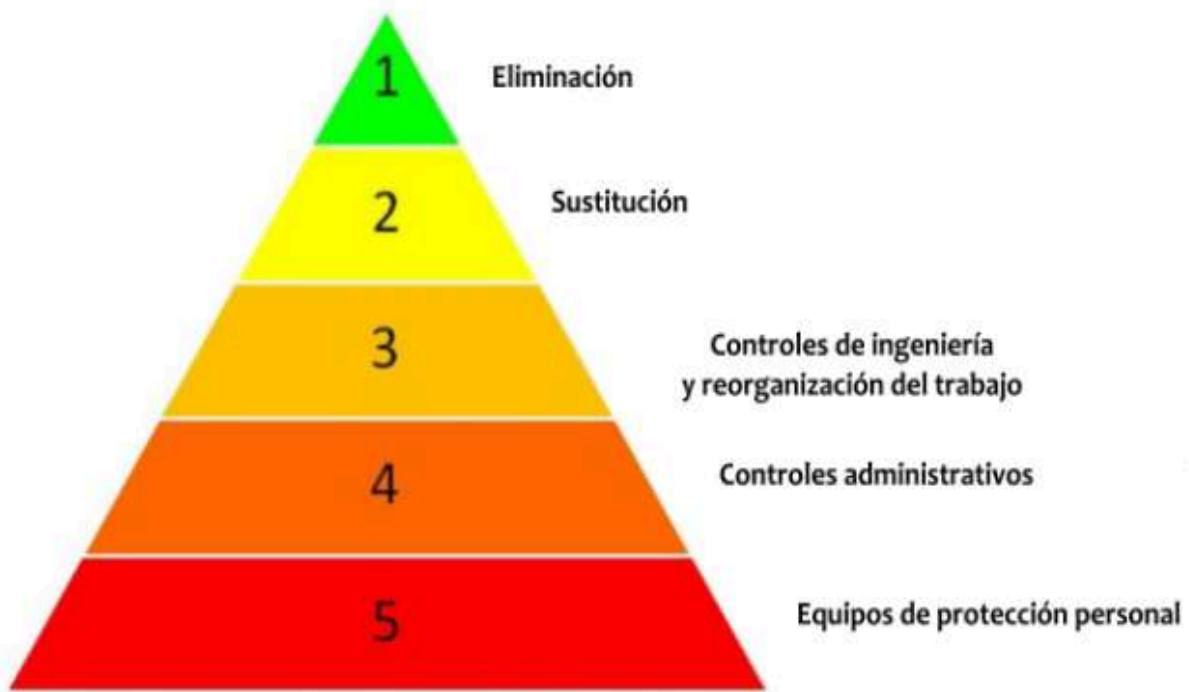 1
Eliminación
2
Sustitución
3
Controles de ingeniería
y reorganización del trabajo
4
Controles administrativos
5
Equipos de protección personal